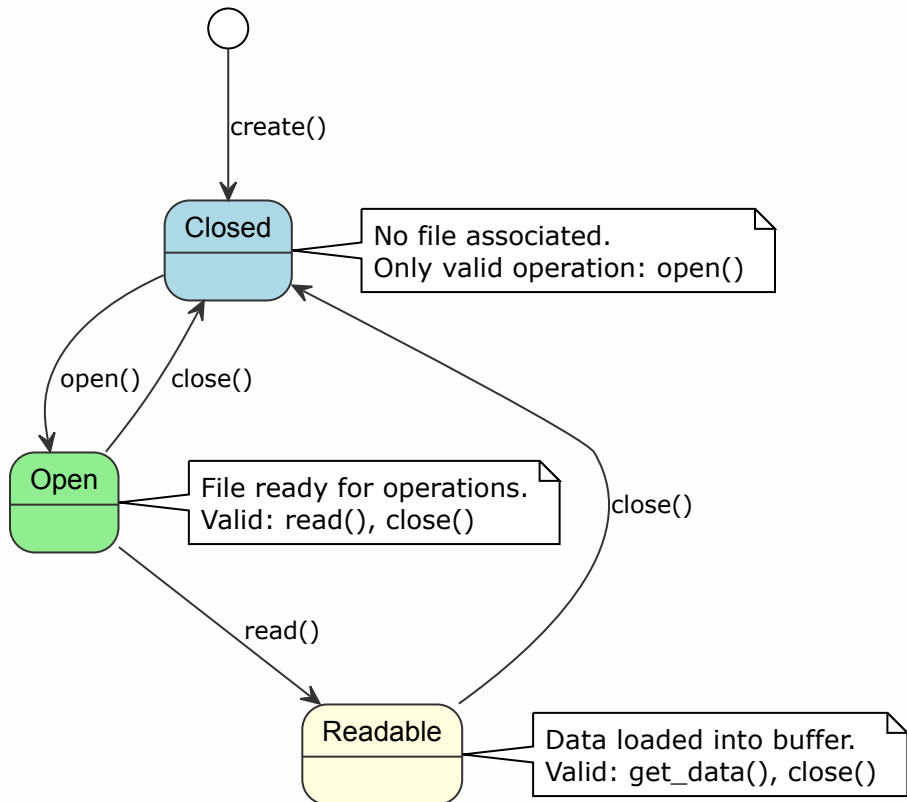 create()
Closed
No file associated.
Only valid operation: open()
open()
close()
Open
File ready for operations.
Valid: read(), close()
close()
read()
Readable
Data loaded into buffer.
Valid: get_data(), close()